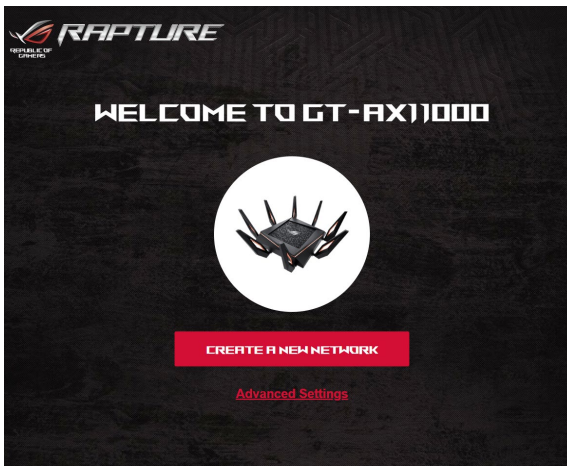 RAPTURE
REPUBLIC OF
GAMERS
WELCOME TO GT-AX11000
CREATE A NEW NETWORK
Advanced Settings